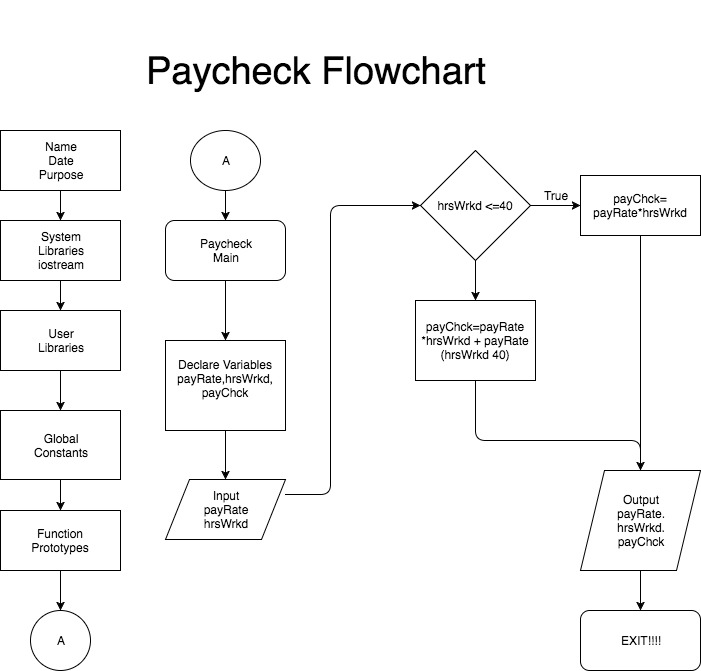 Paycheck Flowchart
Name
Date
Purpose
System
Libraries
iostream
User
Libraries
Global
Constants
Function
Prototypes
A
A
Paycheck
Main
Declare Variables
payRate,hrsWrkd,
payChck
Input
payRate
hrsWrkd
hrsWrkd <=40
True
payChck=
payRate*hrsWrkd
payChck=payRate
*hrsWrkd + payRate
(hrsWrkd 40)
Output
payRate.
hrsWrkd.
payChck
EXIT!!!!